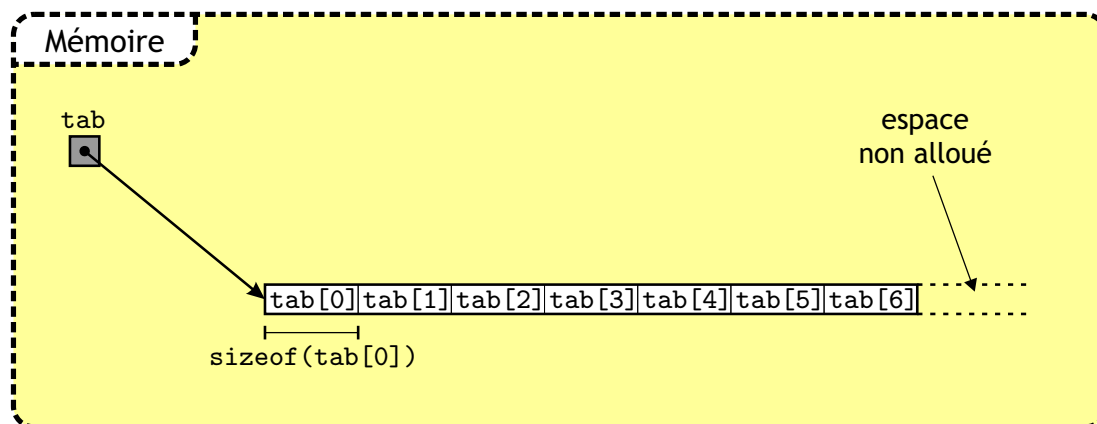 Mémoire
tab
espace
non alloué
tab[0] tab[1] tab[2] tab[3] tab[4] tab[5] tab[6]
sizeof(tab[0])